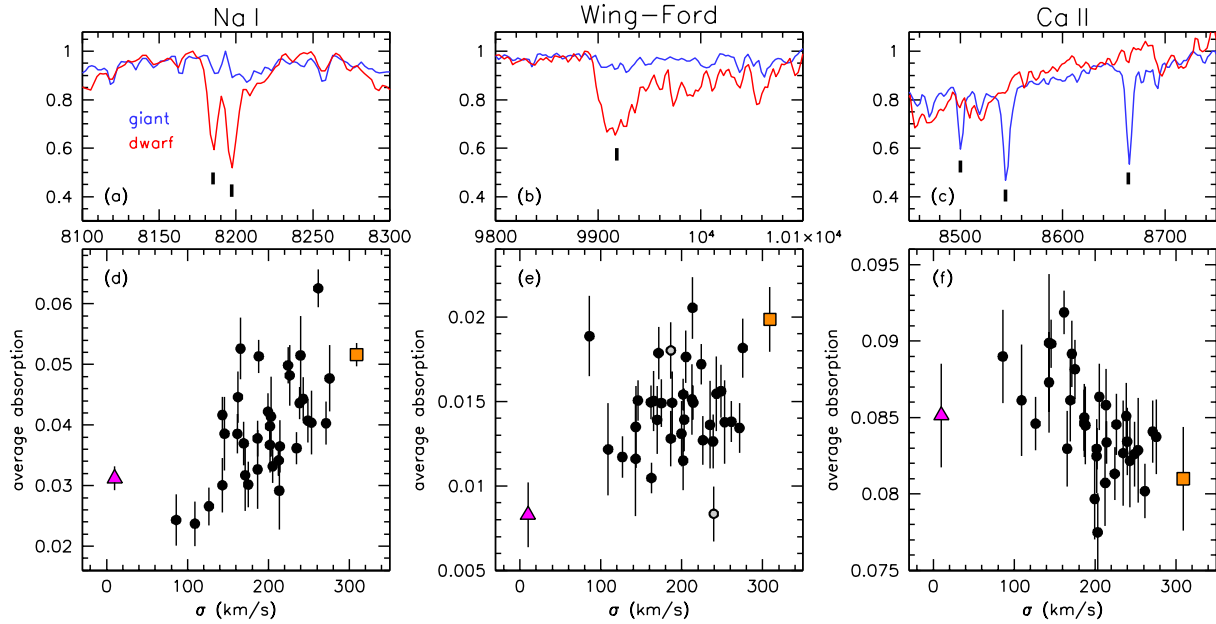 Na I
Wing−Ford
Ca II
1
0.8
0.6
0.4
giant
dwarf
(a)
8100
8150
8200
8250
8300
1
0.8
0.6
0.4
(b)
9800
9900
10⁴
1.01×10⁴
1
0.8
0.6
0.4
(c)
8500
8600
8700
(d)
average absorption
0.06
0.05
0.04
0.03
0.02
0
100
200
300
σ (km/s)
(e)
average absorption
0.02
0.015
0.01
0.005
0
100
200
300
σ (km/s)
(f)
average absorption
0.095
0.09
0.085
0.08
0.075
0
100
200
300
σ (km/s)